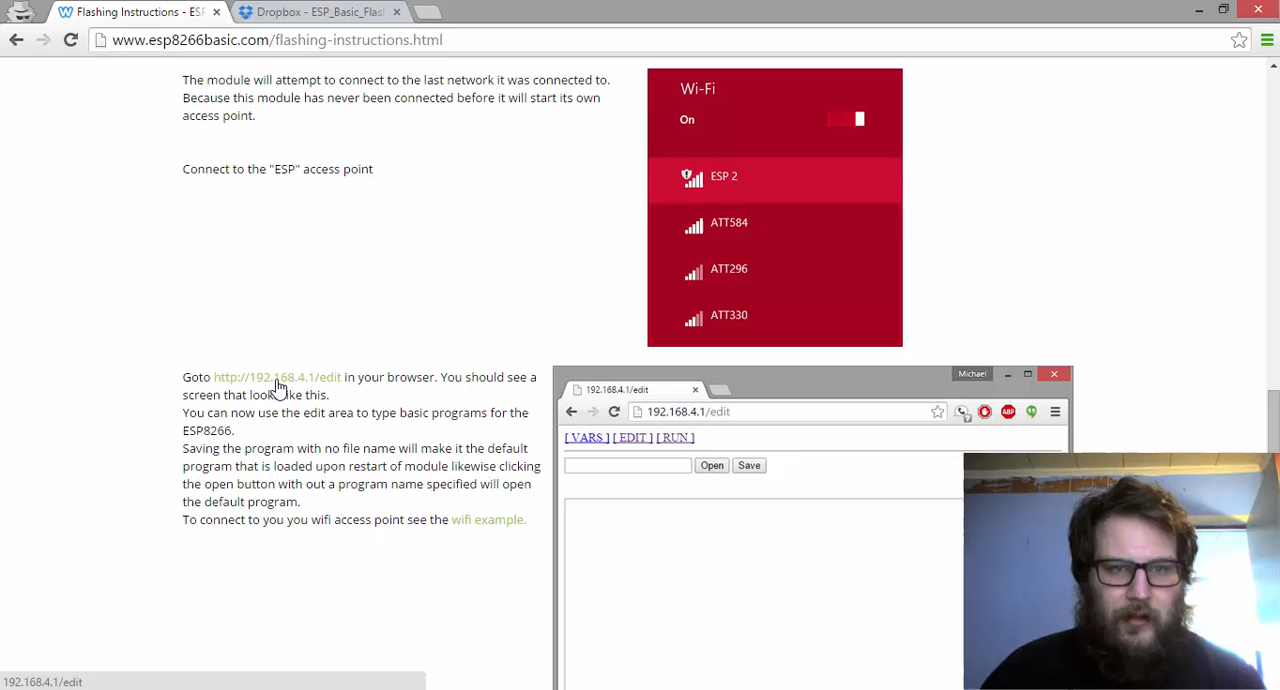 Flashing Instructions - ESP
Dropbox - ESP_Basic_Flas
www.esp8266basic.com/flashing-instructions.html
The module will attempt to connect to the last network it was connected to.
Because this module has never been connected before it will start its own
access point.
Connect to the "ESP" access point
Wi-Fi
On
ESP 2
ATT584
ATT296
ATT330
Goto http://192.168.4.1/edit in your browser. You should see a
screen that looks like this.
You can now use the edit area to type basic programs for the
ESP8266.
Saving the program with no file name will make it the default
program that is loaded upon restart of module likewise clicking
the open button with out a program name specified will open
the default program.
To connect to you you wifi access point see the wifi example.
Michael
192.168.4.1/edit
192.168.4.1/edit
ABP
[ VARS ] [ EDIT ] [ RUN ]
Open Save
192.168.4.1/edit